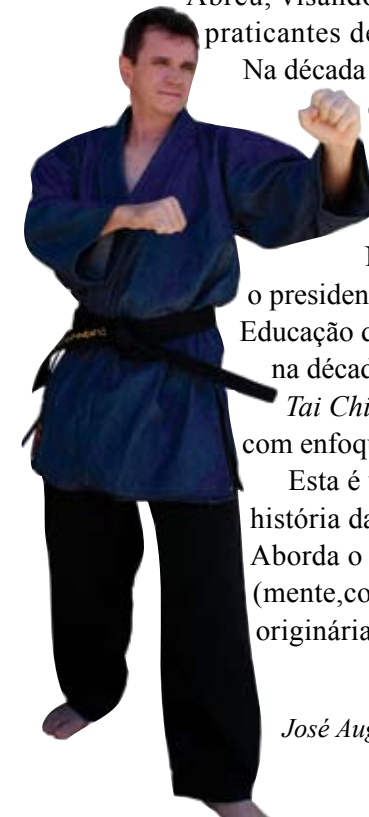 Abreu, visando
praticantes de
Na década
o presiden
Educação d
na décad
Tai Chi
com enfoqu
Esta é
história da
Aborda o
(mente,co
originária
José Aug